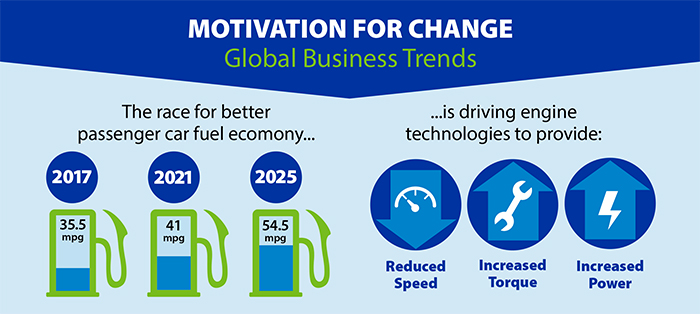 MOTIVATION FOR CHANGE
Global Business Trends
The race for better
passenger car fuel ecomony...
2017
2021
2025
35.5
mpg
41
mpg
54.5
mpg
...is driving engine
technologies to provide:
Reduced
Speed
Increased
Torque
Increased
Power